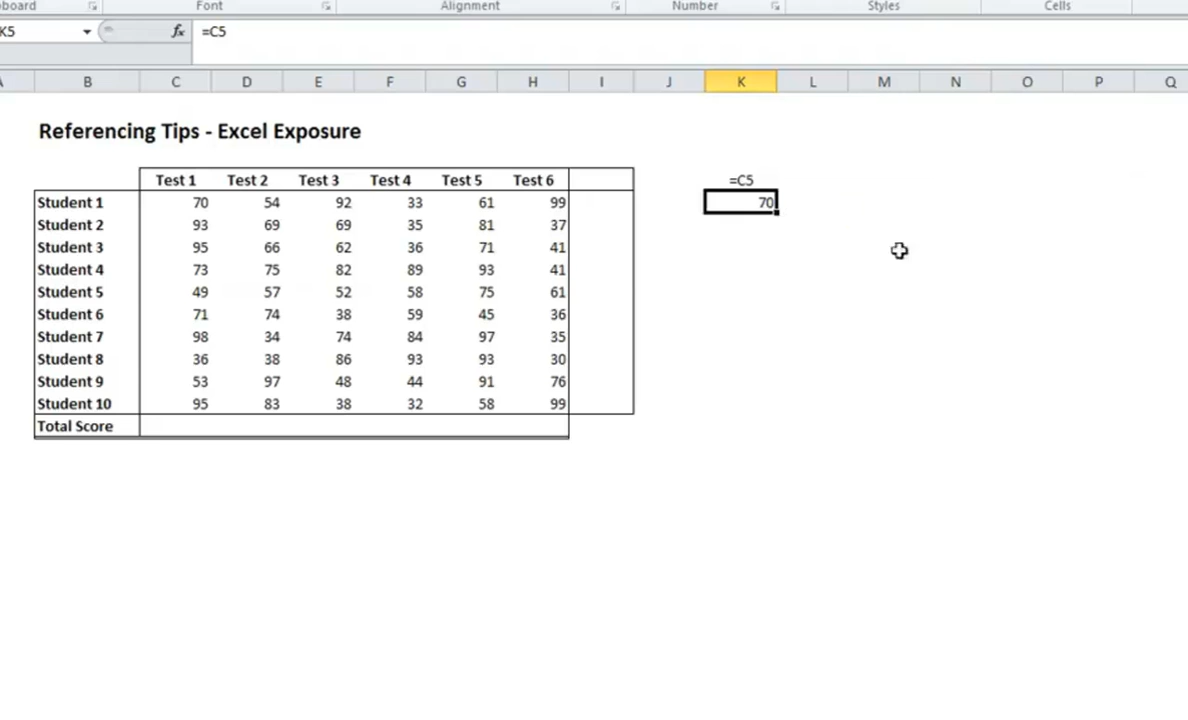 board Font Alignment Number Styles Cells
K5 fx =C5
A B C D E F G H I J K L M N O P Q
Referencing Tips - Excel Exposure
Test 1 Test 2 Test 3 Test 4 Test 5 Test 6 =C5
Student 1 70 54 92 33 61 99 70
Student 2 93 69 69 35 81 37
Student 3 95 66 62 36 71 41
Student 4 73 75 82 89 93 41
Student 5 49 57 52 58 75 61
Student 6 71 74 38 59 45 36
Student 7 98 34 74 84 97 35
Student 8 36 38 86 93 93 30
Student 9 53 97 48 44 91 76
Student 10 95 83 38 32 58 99
Total Score